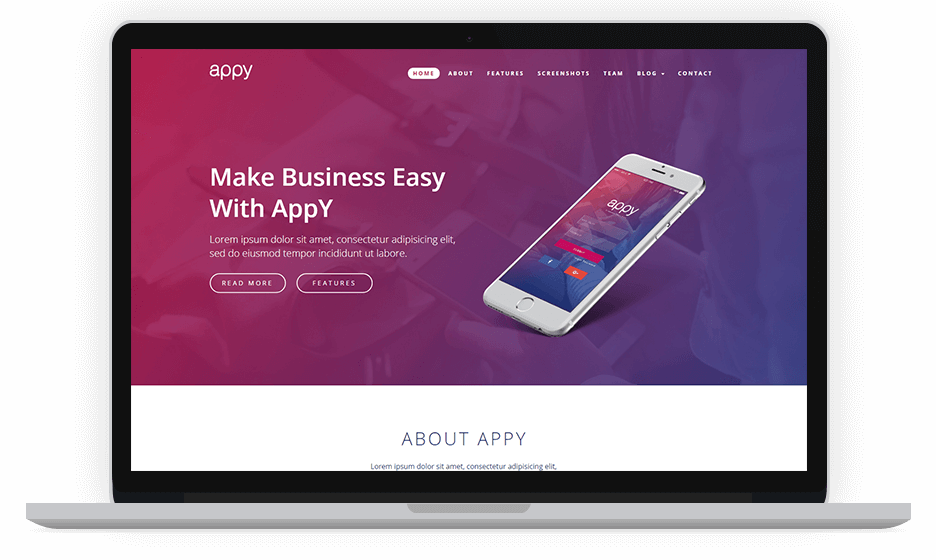 appy
HOME ABOUT FEATURES SCREENSHOTS TEAM BLOG CONTACT
Make Business Easy
With AppY
Lorem ipsum dolor sit amet, consectetur adipisicing elit,
sed do eiusmod tempor incididunt ut labore.
READ MORE FEATURES
appy
ABOUT APPY
Lorem ipsum dolor sit amet, consectetur adipisicing elit,